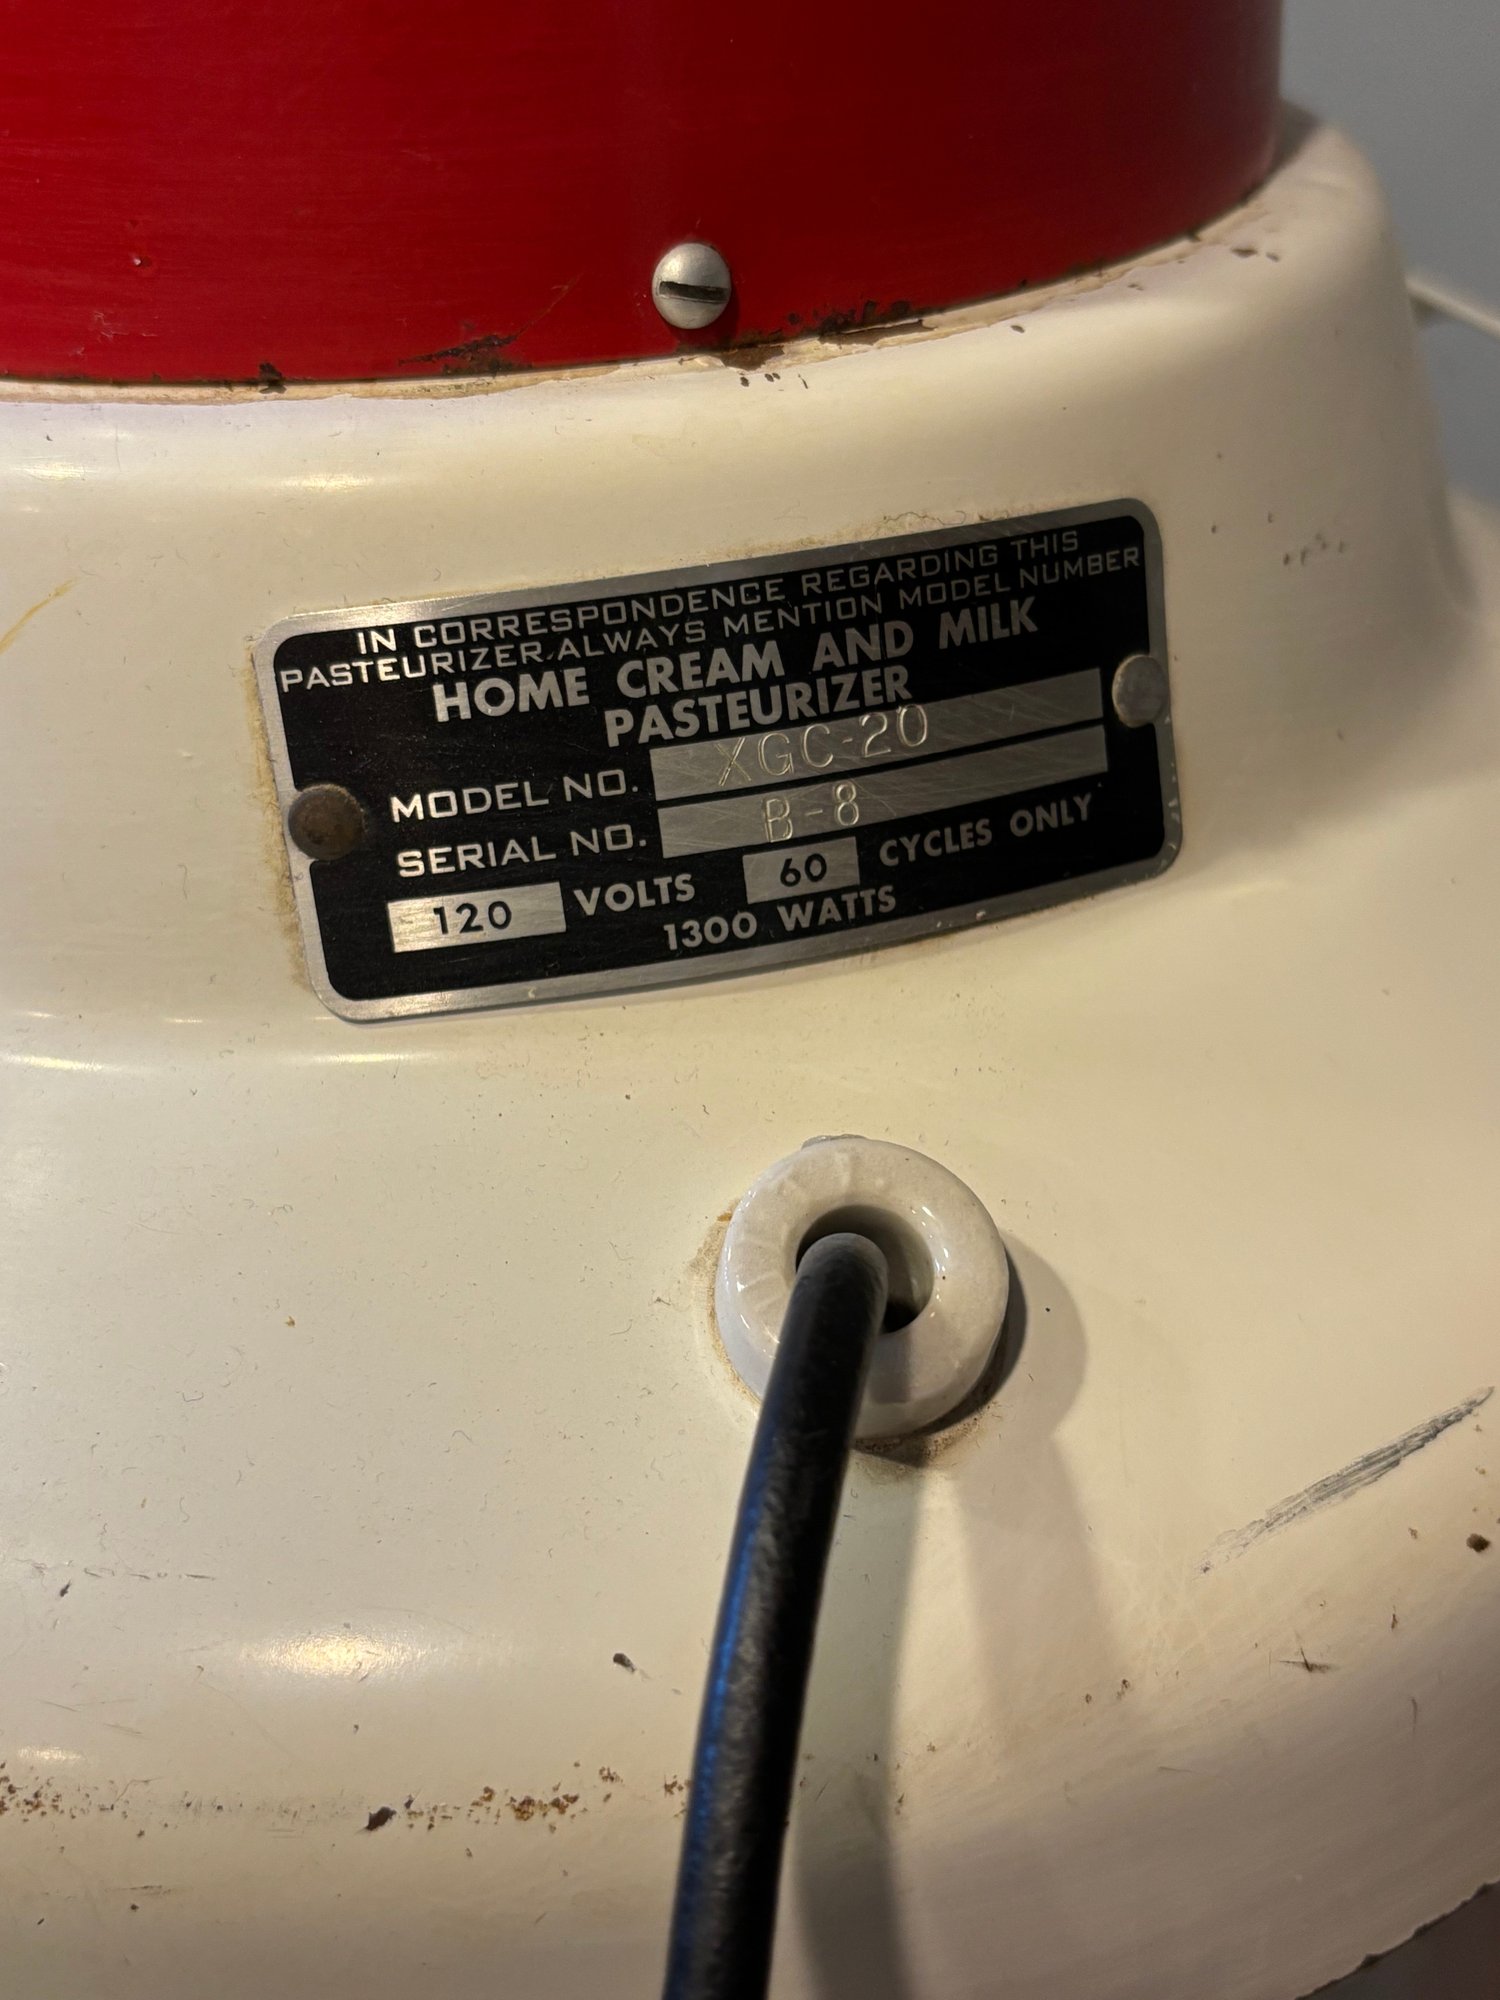 IN CORRESPONDENCE REGARDING THIS
PASTEURIZER ALWAYS MENTION MODEL NUMBER
HOME CREAM AND MILK
PASTEURIZER
MODEL NO. XGC-20
SERIAL NO. B-8
120 VOLTS 60 CYCLES ONLY
1300 WATTS